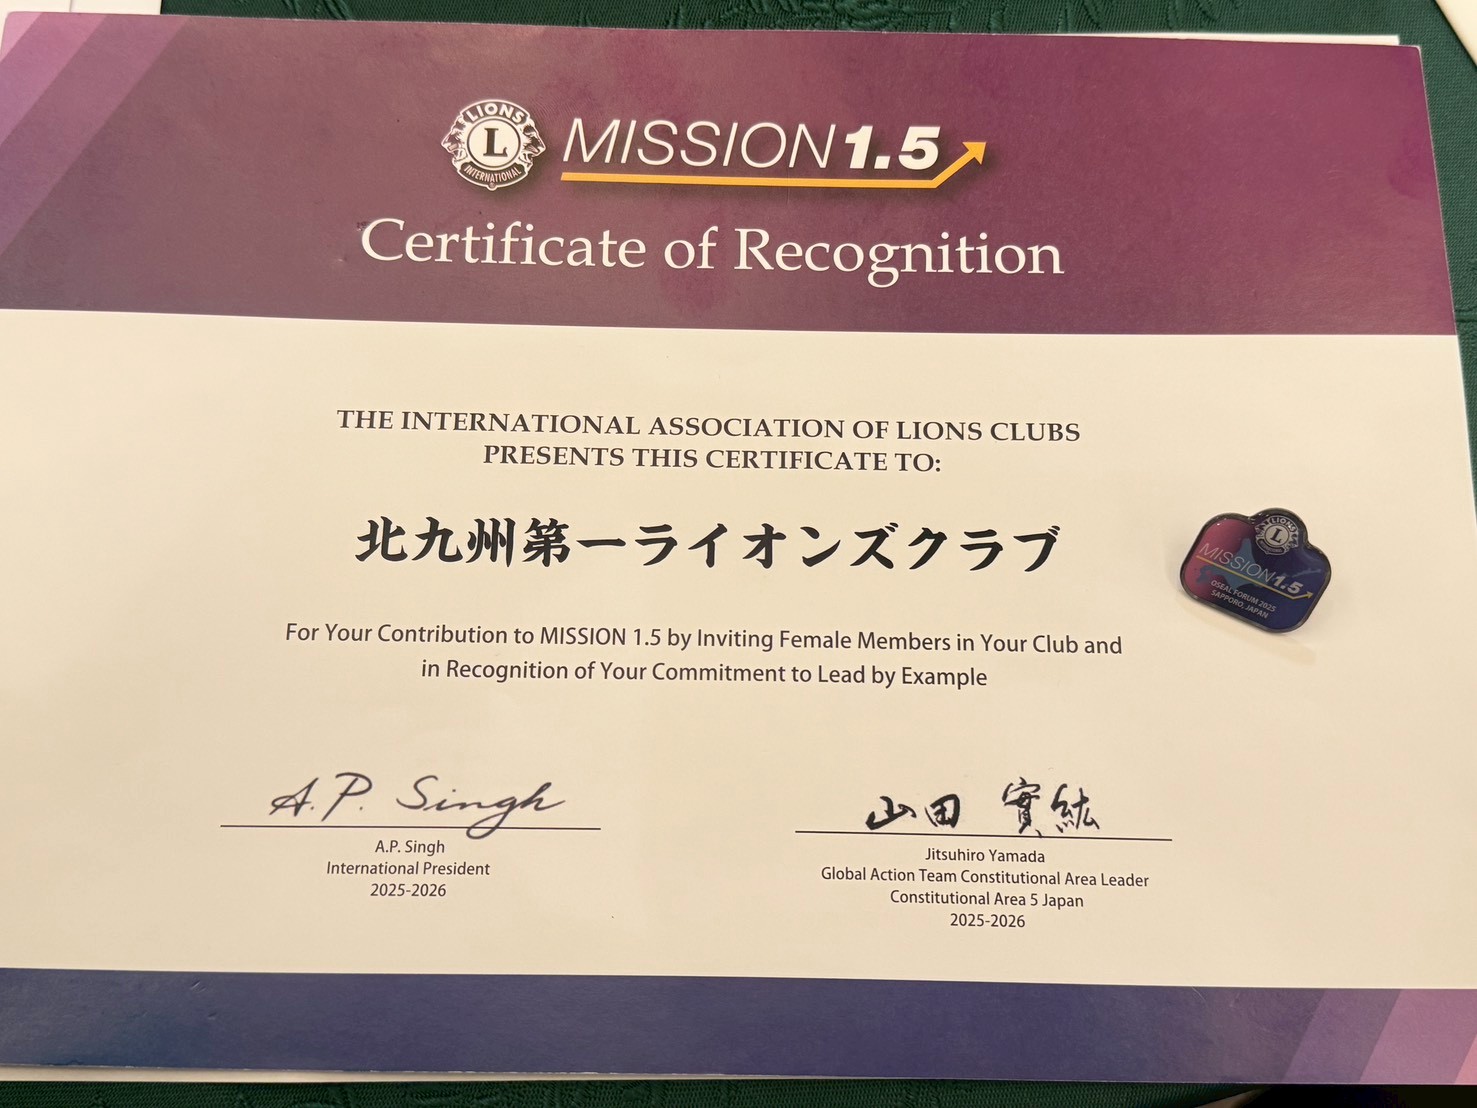 LIONS
L
INTERNATIONAL
MISSION 1.5
Certificate of Recognition
THE INTERNATIONAL ASSOCIATION OF LIONS CLUBS
PRESENTS THIS CERTIFICATE TO:
北九州第一ライオンズクラブ
For Your Contribution to MISSION 1.5 by Inviting Female Members in Your Club and
in Recognition of Your Commitment to Lead by Example
LIONS
L
MISSION 1.5
OSEAL FORUM 2025
SAPPORO, JAPAN
A.P. Singh
A.P. Singh
International President
2025-2026
山田 實紘
Jitsuhiro Yamada
Global Action Team Constitutional Area Leader
Constitutional Area 5 Japan
2025-2026